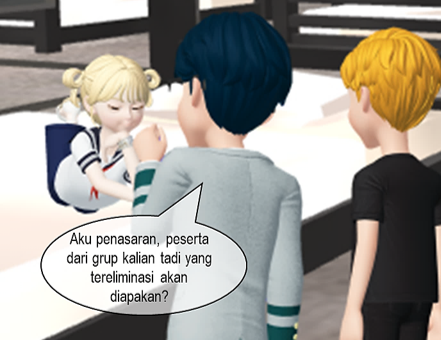 Aku penasaran, peserta
dari grup kalian tadi yang
tereliminasi akan
diapakan?